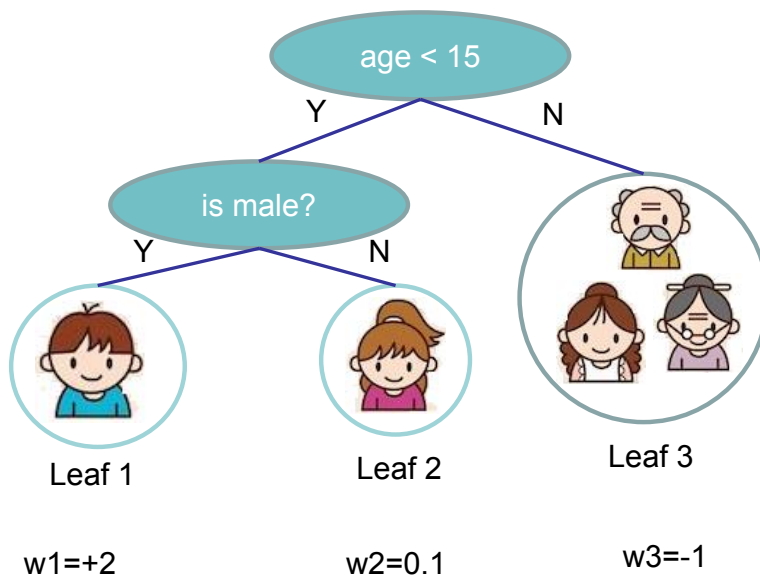 age < 15
Y
N
is male?
Y
N
Leaf 1
Leaf 2
Leaf 3
w1=+2
w2=0.1
w3=-1